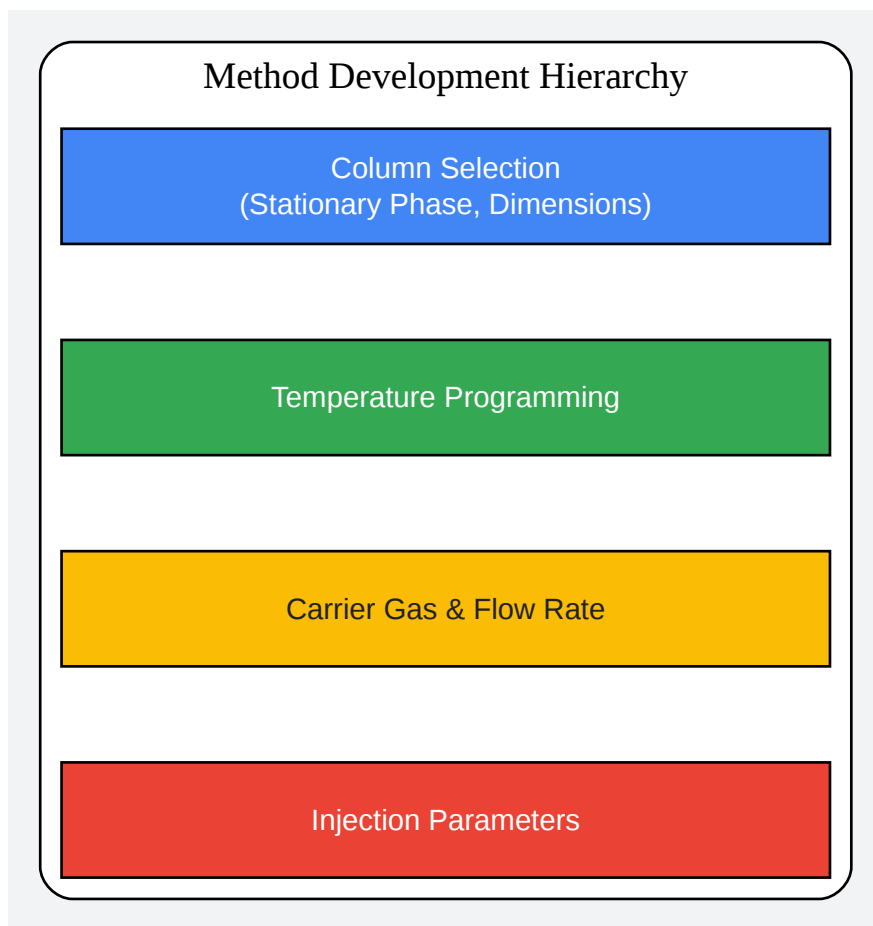 Method Development Hierarchy
Column Selection
(Stationary Phase, Dimensions)
Temperature Programming
Carrier Gas & Flow Rate
Injection Parameters